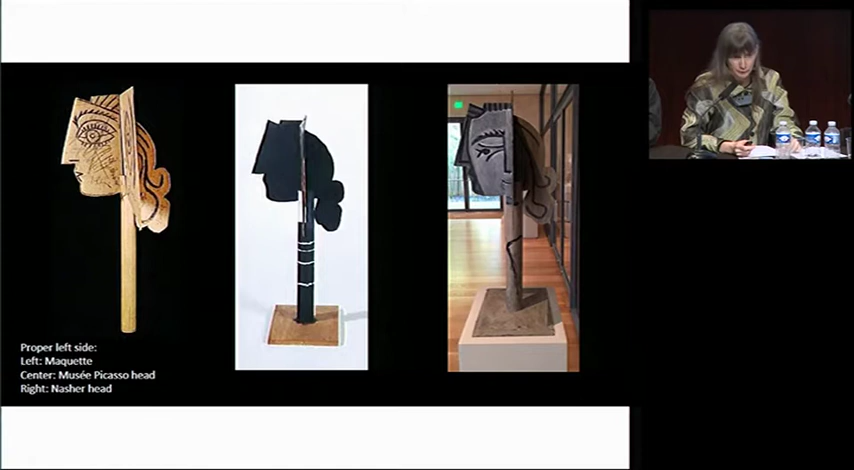 Proper left side:
Left: Maquette
Center: Musée Picasso head
Right: Nasher head